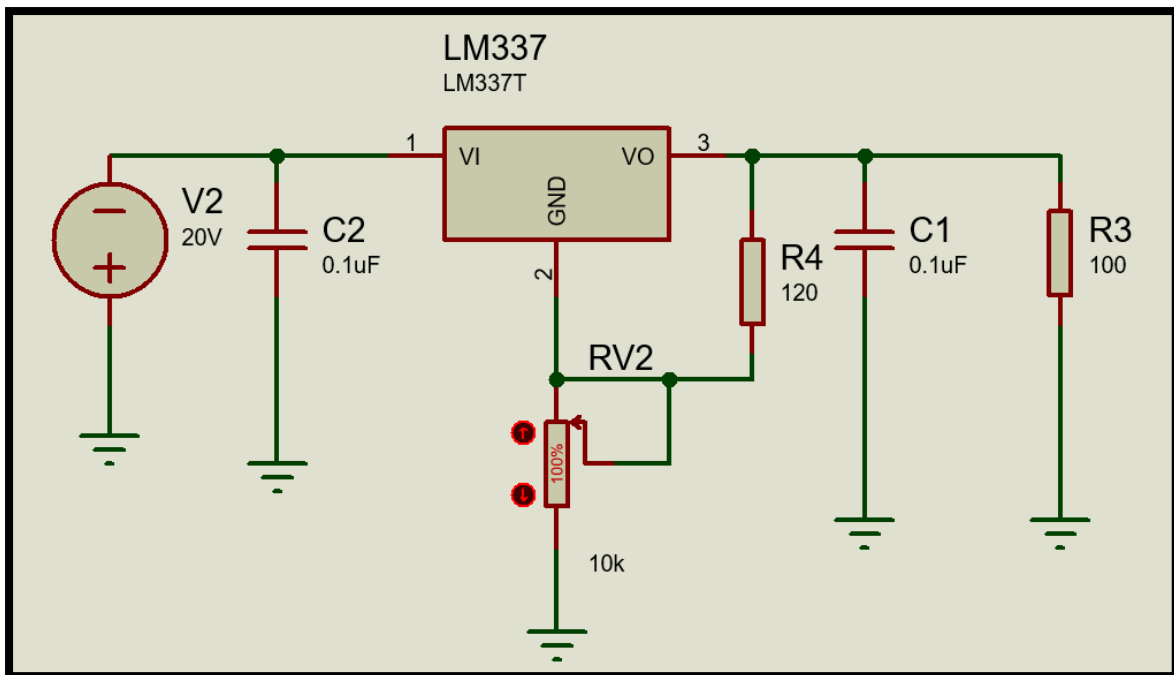 LM337
LM337T
1
VI
VO
3
GND
2
V2
20V
C2
0.1uF
R4
120
C1
0.1uF
R3
100
RV2
100%
10k